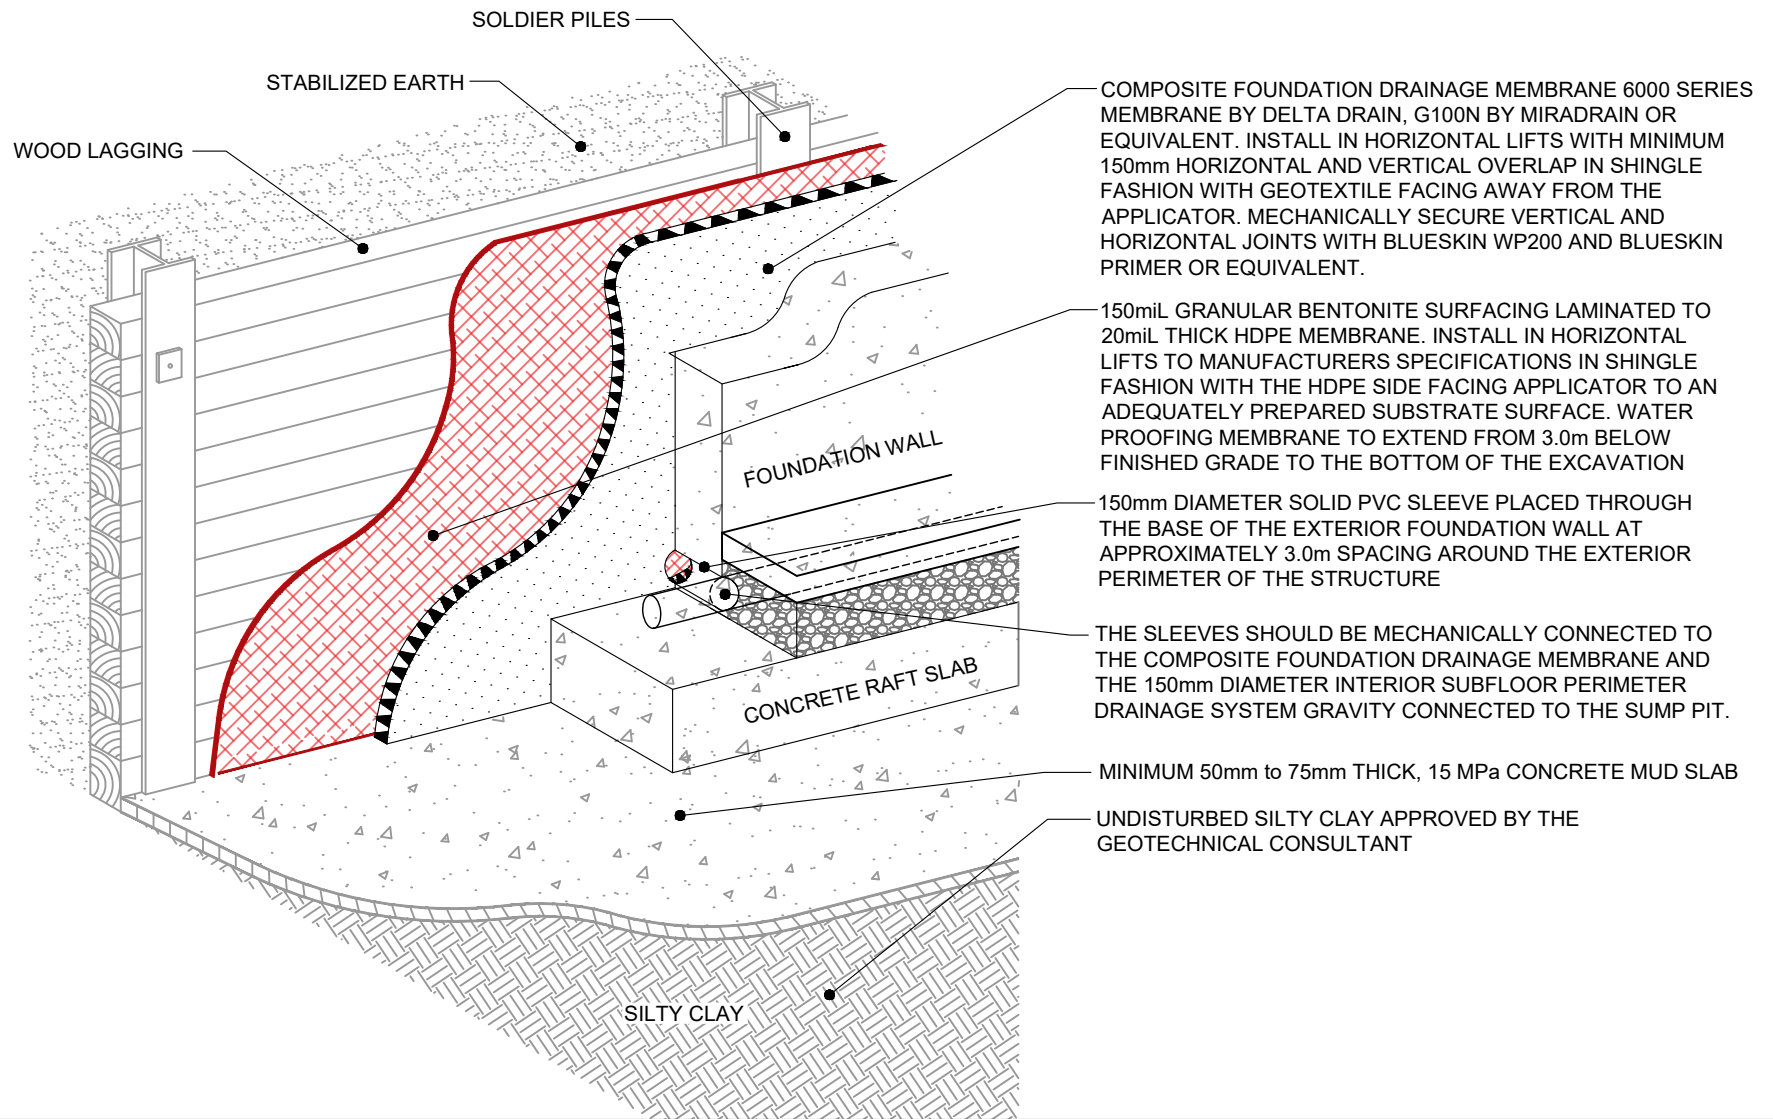 SOLDIER PILES
STABILIZED EARTH
WOOD LAGGING
COMPOSITE FOUNDATION DRAINAGE MEMBRANE 6000 SERIES
MEMBRANE BY DELTA DRAIN, G100N BY MIRADRAIN OR
EQUIVALENT. INSTALL IN HORIZONTAL LIFTS WITH MINIMUM
150mm HORIZONTAL AND VERTICAL OVERLAP IN SHINGLE
FASHION WITH GEOTEXTILE FACING AWAY FROM THE
APPLICATOR. MECHANICALLY SECURE VERTICAL AND
HORIZONTAL JOINTS WITH BLUESKIN WP200 AND BLUESKIN
PRIMER OR EQUIVALENT.
150miL GRANULAR BENTONITE SURFACING LAMINATED TO
20miL THICK HDPE MEMBRANE. INSTALL IN HORIZONTAL
LIFTS TO MANUFACTURERS SPECIFICATIONS IN SHINGLE
FASHION WITH THE HDPE SIDE FACING APPLICATOR TO AN
ADEQUATELY PREPARED SUBSTRATE SURFACE. WATER
PROOFING MEMBRANE TO EXTEND FROM 3.0m BELOW
FINISHED GRADE TO THE BOTTOM OF THE EXCAVATION
FOUNDATION WALL
150mm DIAMETER SOLID PVC SLEEVE PLACED THROUGH
THE BASE OF THE EXTERIOR FOUNDATION WALL AT
APPROXIMATELY 3.0m SPACING AROUND THE EXTERIOR
PERIMETER OF THE STRUCTURE
THE SLEEVES SHOULD BE MECHANICALLY CONNECTED TO
THE COMPOSITE FOUNDATION DRAINAGE MEMBRANE AND
THE 150mm DIAMETER INTERIOR SUBFLOOR PERIMETER
DRAINAGE SYSTEM GRAVITY CONNECTED TO THE SUMP PIT.
CONCRETE RAFT SLAB
MINIMUM 50mm to 75mm THICK, 15 MPa CONCRETE MUD SLAB
UNDISTURBED SILTY CLAY APPROVED BY THE
GEOTECHNICAL CONSULTANT
SILTY CLAY